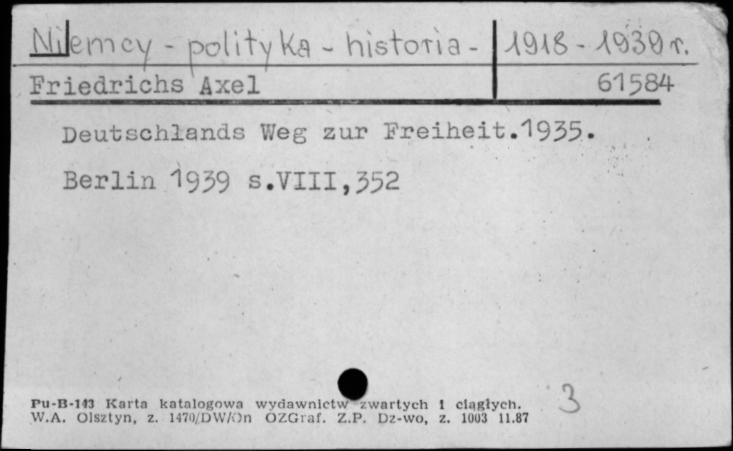 Niemcy - polityka - historia - 1918 - 1939 r.
Friedrichs Axel 61584
Deutschlands Weg zur Freiheit.1935.
Berlin 1939 s.VIII,352
3
Pu-B-143 Karta katalogowa wydawnictw zwartych i ciągłych.
W.A. Olsztyn, z. 1470/DW/On OZGraf. Z.P. Dz-wo, z. 1003 11.87